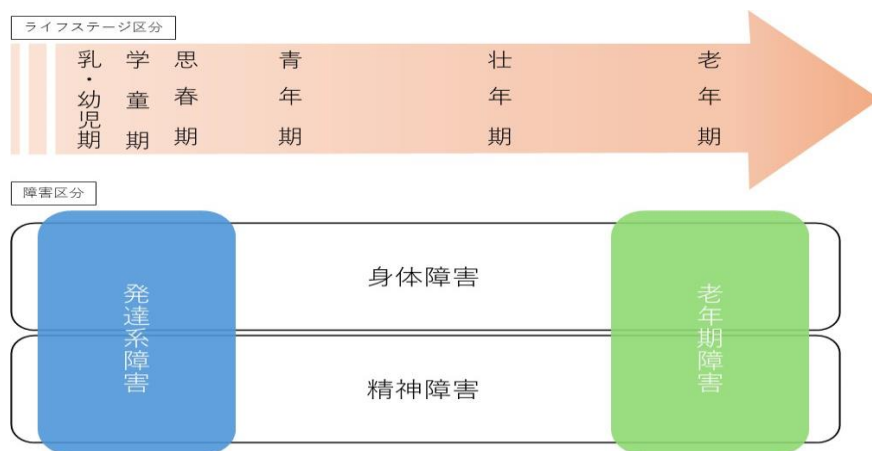 ライフステージ区分
乳・幼児期
学童期
思春期
青年期
壮年期
老年期
障害区分
発達系障害
身体障害
精神障害
老年期障害